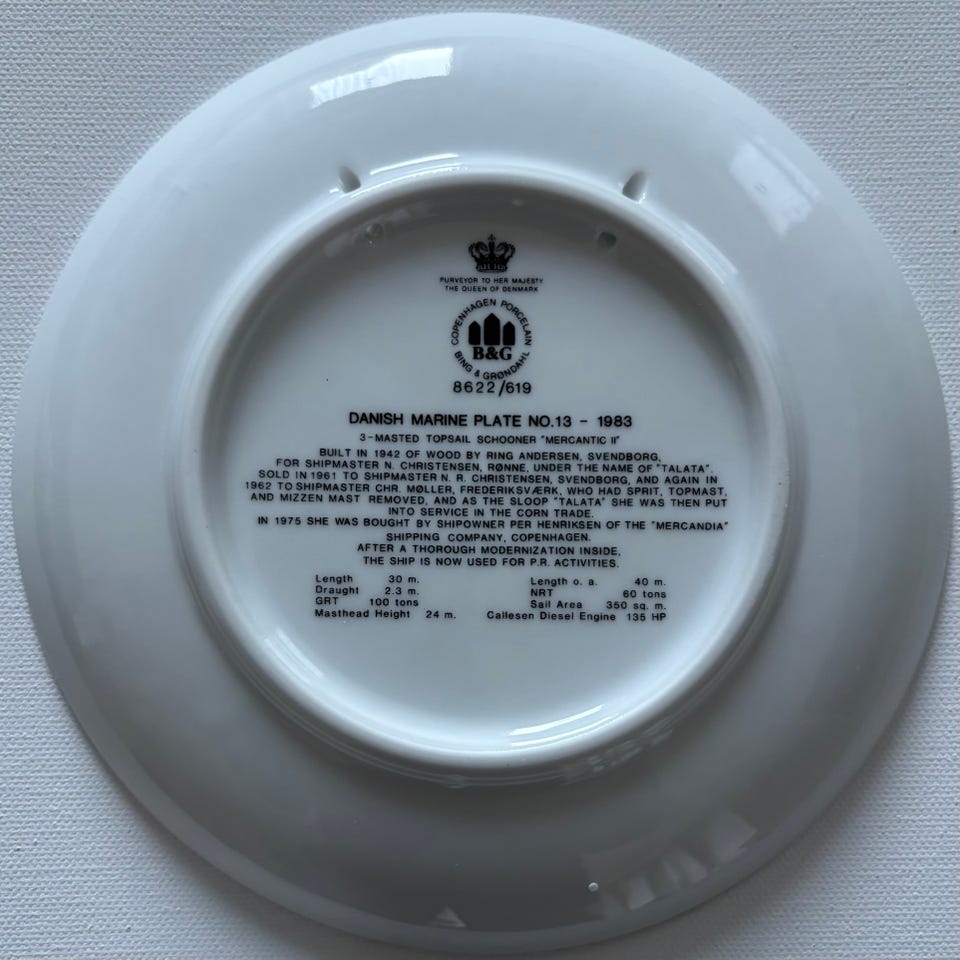 PURVEYOR TO HER MAJESTY
THE QUEEN OF DENMARK
COPENHAGEN PORCELAIN
B&G
BING & GRØNDAHL
8622/619
DANISH MARINE PLATE NO.13 - 1983
3-MASTED TOPSAIL SCHOONER "MERCANTIC II"
BUILT IN 1942 OF WOOD BY RING ANDERSEN, SVENDBORG,
FOR SHIPMASTER N. CHRISTENSEN, RØNNE, UNDER THE NAME OF "TALATA".
SOLD IN 1961 TO SHIPMASTER N. R. CHRISTENSEN, SVENDBORG, AND AGAIN IN
1962 TO SHIPMASTER CHR. MØLLER, FREDERIKSVÆRK, WHO HAD SPRIT, TOPMAST,
AND MIZZEN MAST REMOVED, AND AS THE SLOOP "TALATA" SHE WAS THEN PUT
INTO SERVICE IN THE CORN TRADE.
IN 1975 SHE WAS BOUGHT BY SHIPOWNER PER HENRIKSEN OF THE "MERCANDIA"
SHIPPING COMPANY, COPENHAGEN.
AFTER A THOROUGH MODERNIZATION INSIDE,
THE SHIP IS NOW USED FOR P.R. ACTIVITIES.
Length 30 m. Length o. a. 40 m.
Draught 2.3 m. NRT 60 tons
GRT 100 tons Sail Area 350 sq. m.
Masthead Height 24 m. Callesen Diesel Engine 135 HP